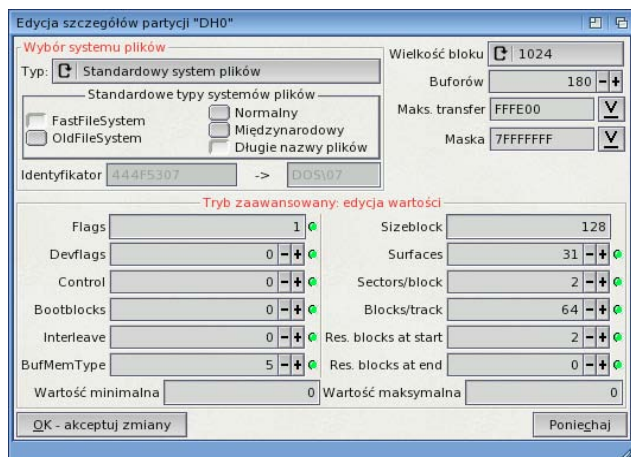 Edycja szczegółów partycji "DH0"
Wybór systemu plików
Typ: Standardowy system plików
Standardowe typy systemów plików
FastFileSystem
OldFileSystem
Normalny
Międzynarodowy
Długie nazwy plików
Identyfikator 444F5307 -> DOS\07
Wielkość bloku 1024
Buforów 180 - +
Maks. transfer FFFE00 V
Maska 7FFFFFFF V
Tryb zaawansowany: edycja wartości
Flags 1
Devflags 0 - +
Control 0 - +
Bootblocks 0 - +
Interleave 0 - +
BufMemType 5 - +
Sizeblock 128
Surfaces 31 - +
Sectors/block 2 - +
Blocks/track 64 - +
Res. blocks at start 2 - +
Res. blocks at end 0 - +
Wartość minimalna 0 Wartość maksymalna 0
OK - akceptuj zmiany
Poniechaj